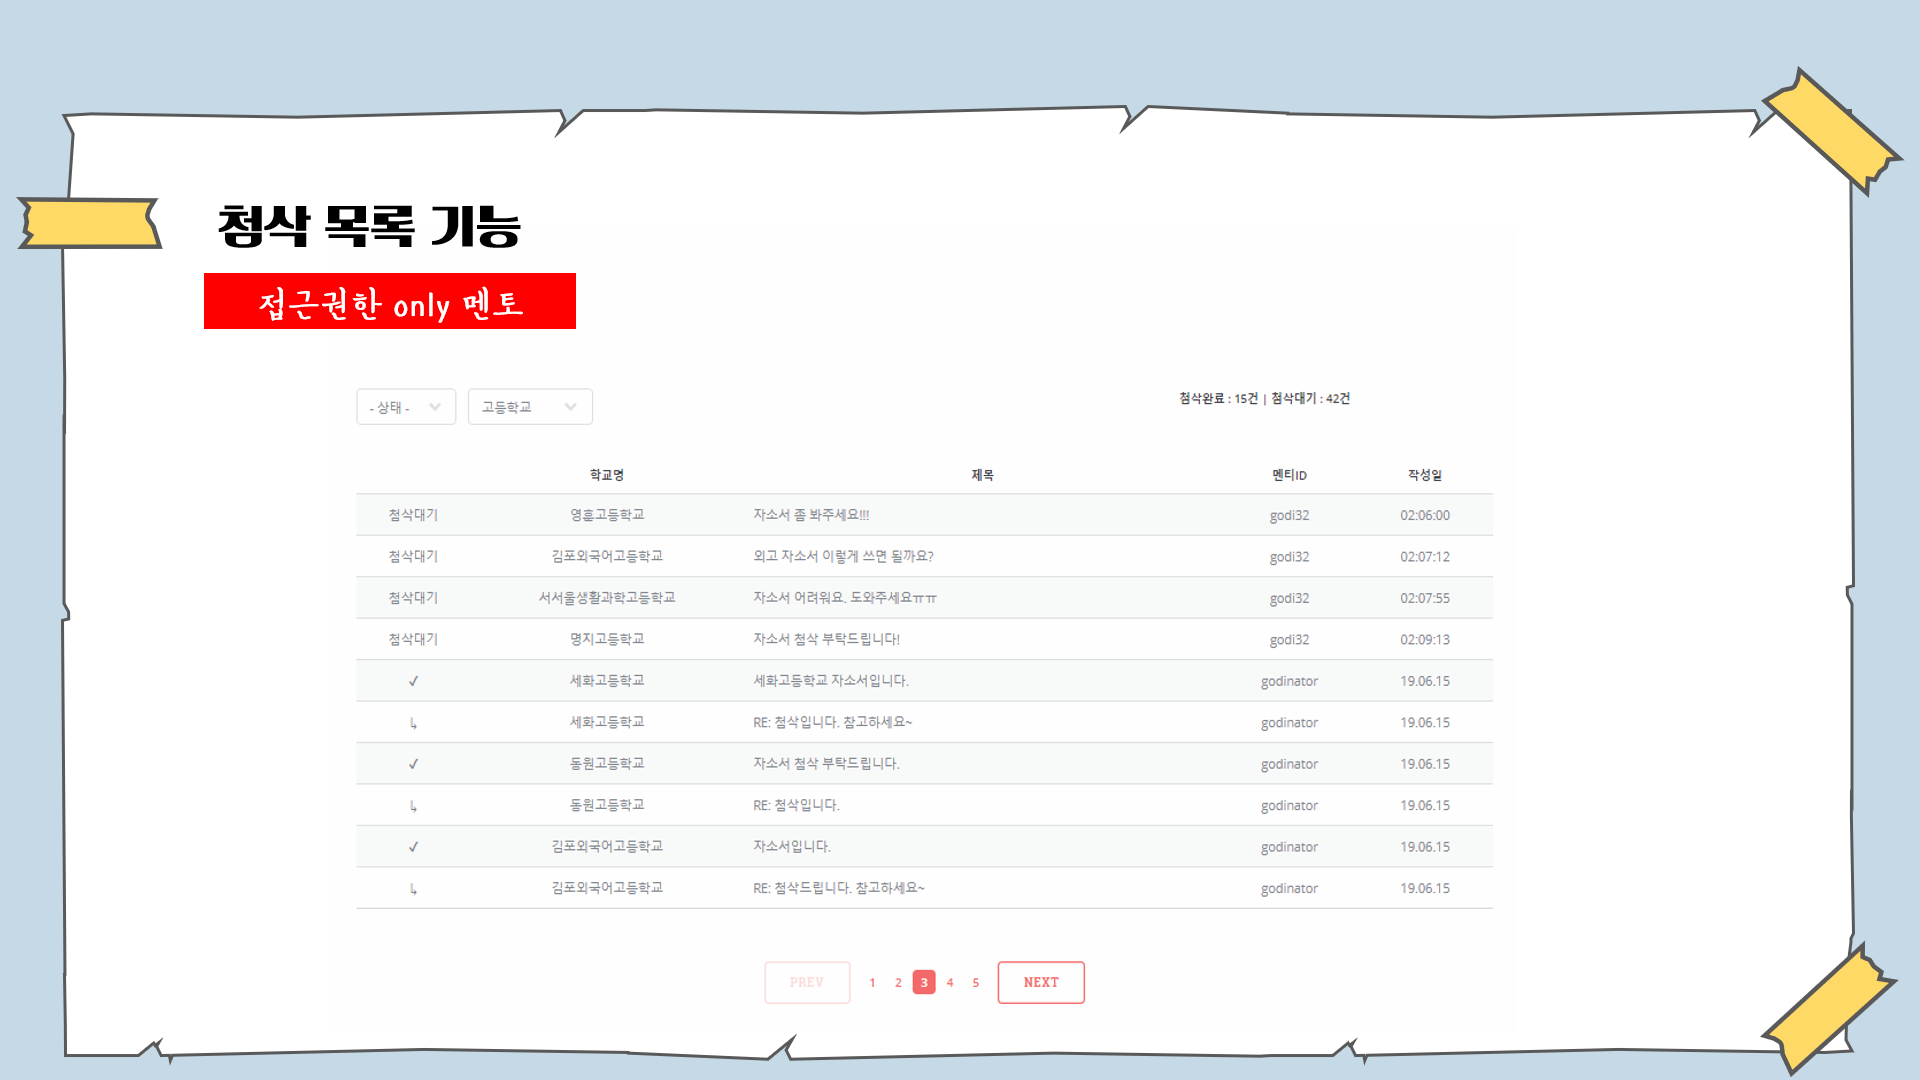 첨삭 목록 기능
접근권한 only 멘토
- 상태 - 고등학교 첨삭완료 : 15건 | 첨삭대기 : 42건
학교명 제목 멘티ID 작성일
첨삭대기 영훈고등학교 자소서 좀 봐주세요!!! godi32 02:06:00
첨삭대기 김포외국어고등학교 외고 자소서 이렇게 쓰면 될까요? godi32 02:07:12
첨삭대기 서서울생활과학고등학교 자소서 어려워요. 도와주세요ㅠㅠ godi32 02:07:55
첨삭대기 명지고등학교 자소서 첨삭 부탁드립니다! godi32 02:09:13
✓ 세화고등학교 세화고등학교 자소서입니다. godinator 19.06.15
↳ 세화고등학교 RE: 첨삭입니다. 참고하세요~ godinator 19.06.15
✓ 동원고등학교 자소서 첨삭 부탁드립니다. godinator 19.06.15
↳ 동원고등학교 RE: 첨삭입니다. godinator 19.06.15
✓ 김포외국어고등학교 자소서입니다. godinator 19.06.15
↳ 김포외국어고등학교 RE: 첨삭드립니다. 참고하세요~ godinator 19.06.15
PREV 1 2 3 4 5 NEXT